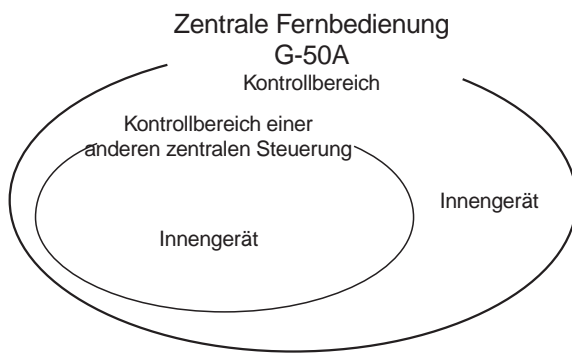 Zentrale Fernbedienung
G-50A
Kontrollbereich
Kontrollbereich einer
anderen zentralen Steuerung
Innengerät
Innengerät